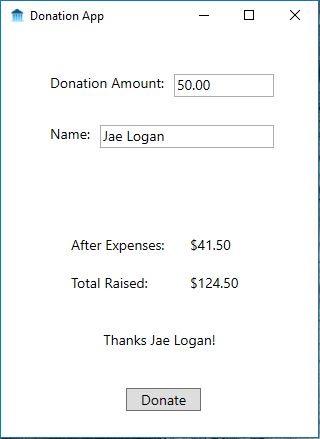 Donation App
Donation Amount: 50.00
Name: Jae Logan
After Expenses: $41.50
Total Raised: $124.50
Thanks Jae Logan!
Donate